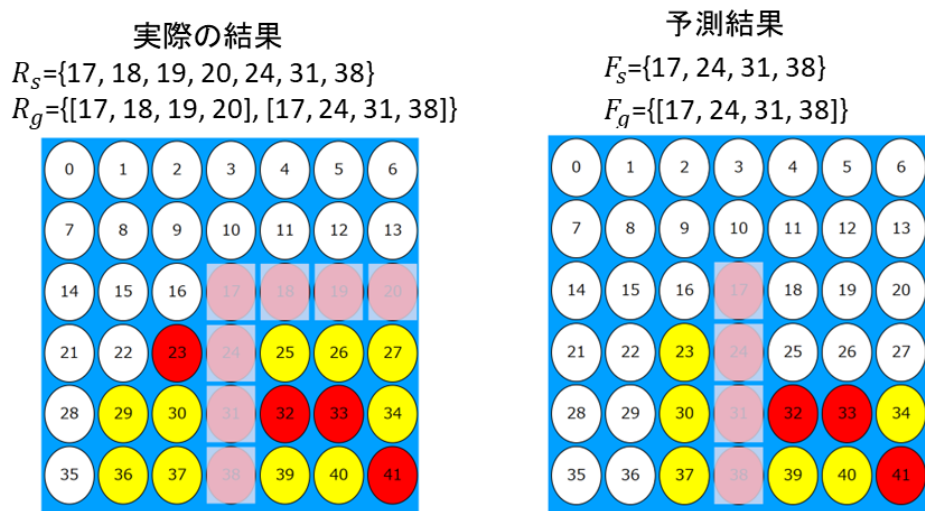 実際の結果
R_s={17, 18, 19, 20, 24, 31, 38}
R_g={[17, 18, 19, 20], [17, 24, 31, 38]}
0 1 2 3 4 5 6
7 8 9 10 11 12 13
14 15 16 17 18 19 20
21 22 23 24 25 26 27
28 29 30 31 32 33 34
35 36 37 38 39 40 41
予測結果
F_s={17, 24, 31, 38}
F_g={[17, 24, 31, 38]}
0 1 2 3 4 5 6
7 8 9 10 11 12 13
14 15 16 17 18 19 20
21 22 23 24 25 26 27
28 29 30 31 32 33 34
35 36 37 38 39 40 41